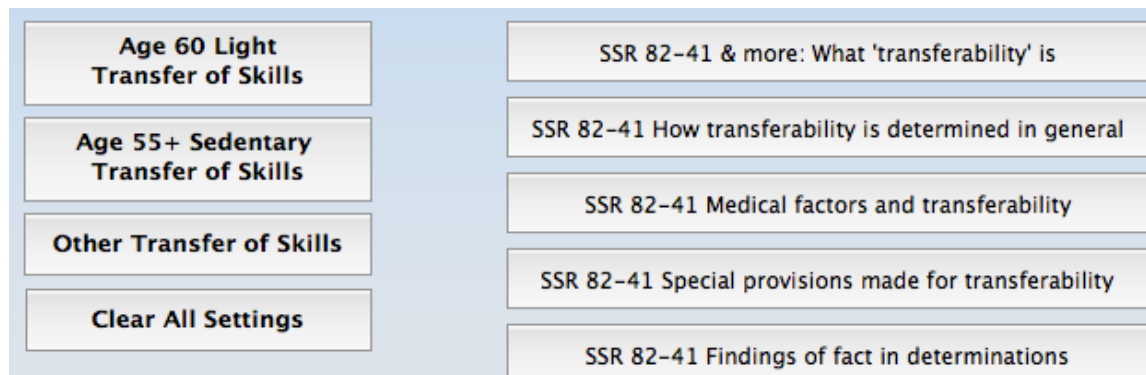 Age 60 Light
Transfer of Skills
Age 55+ Sedentary
Transfer of Skills
Other Transfer of Skills
Clear All Settings
SSR 82-41 & more: What 'transferability' is
SSR 82-41 How transferability is determined in general
SSR 82-41 Medical factors and transferability
SSR 82-41 Special provisions made for transferability
SSR 82-41 Findings of fact in determinations